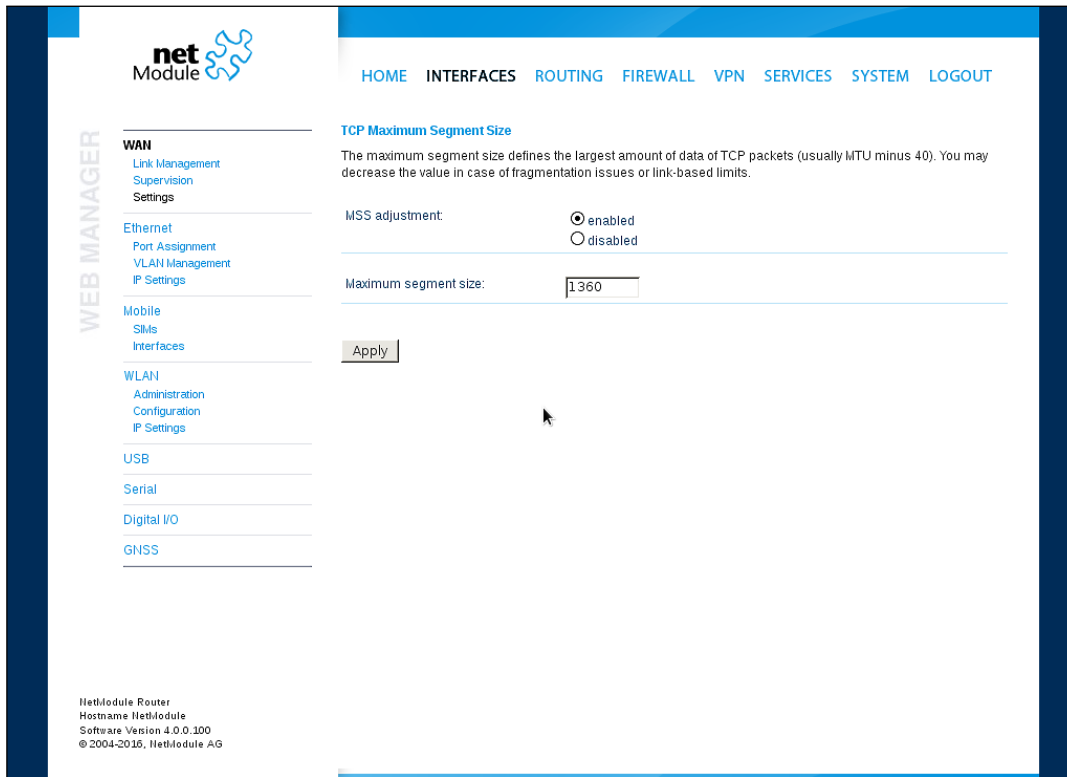 net
Module
HOME INTERFACES ROUTING FIREWALL VPN SERVICES SYSTEM LOGOUT
WEB MANAGER
WAN
Link Management
Supervision
Settings
Ethernet
Port Assignment
VLAN Management
IP Settings
Mobile
SIMs
Interfaces
WLAN
Administration
Configuration
IP Settings
USB
Serial
Digital I/O
GNSS
TCP Maximum Segment Size
The maximum segment size defines the largest amount of data of TCP packets (usually MTU minus 40). You may
decrease the value in case of fragmentation issues or link-based limits.
MSS adjustment:
enabled
disabled
Maximum segment size: 1360
Apply
NetModule Router
Hostname NetModule
Software Version 4.0.0.100
© 2004-2016, NetModule AG